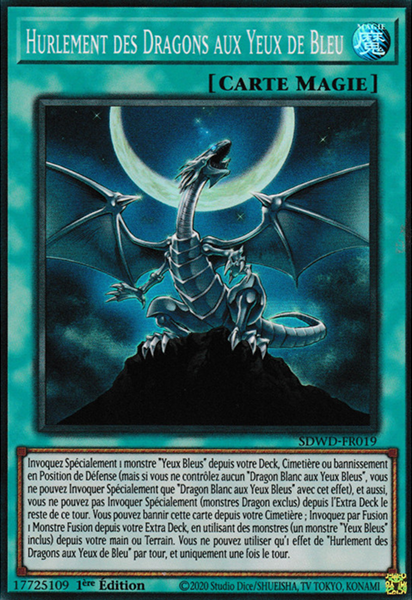 Hurlement des Dragons aux Yeux de Bleu
MAGIE
魔
[Carte Magie]
SDWD-FR019
Invoquez Spécialement 1 monstre "Yeux Bleus" depuis votre Deck, Cimetière ou bannissement
en Position de Défense (mais si vous ne contrôlez aucun "Dragon Blanc aux Yeux Bleus", vous
ne pouvez Invoquer Spécialement que "Dragon Blanc aux Yeux Bleus" avec cet effet), et aussi,
vous ne pouvez pas Invoquer Spécialement (monstres Dragon exclus) depuis l'Extra Deck le
reste de ce tour. Vous pouvez bannir cette carte depuis votre Cimetière ; Invoquez par Fusion
1 Monstre Fusion depuis votre Extra Deck, en utilisant des monstres (un monstre "Yeux Bleus"
inclus) depuis votre main ou Terrain. Vous ne pouvez utiliser qu'1 effet de "Hurlement des
Dragons aux Yeux de Bleu" par tour, et uniquement une fois le tour.
17725109 1ère Édition ©2020 Studio Dice/SHUEISHA, TV TOKYO, KONAMI